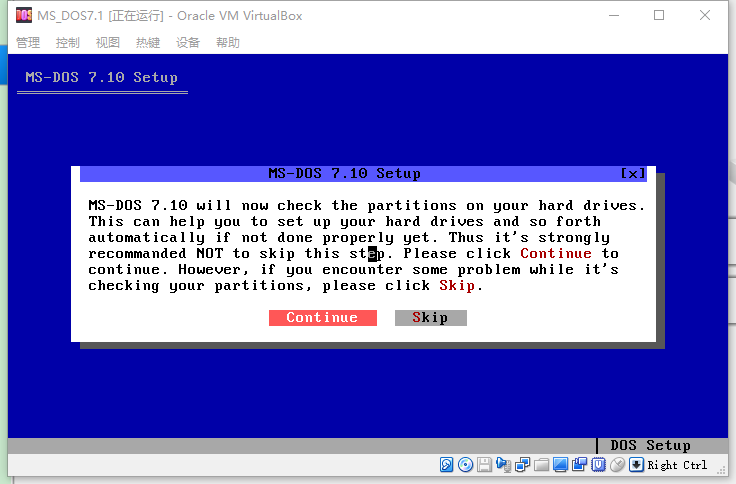 MS_DOS7.1 [正在运行] - Oracle VM VirtualBox
管理 控制 视图 热键 设备 帮助
MS-DOS 7.10 Setup
MS-DOS 7.10 Setup [x]
MS-DOS 7.10 will now check the partitions on your hard drives.
This can help you to set up your hard drives and so forth
automatically if not done properly yet. Thus it's strongly
recommanded NOT to skip this step. Please click Continue to
continue. However, if you encounter some problem while it's
checking your partitions, please click Skip.
Continue Skip
DOS Setup
Right Ctrl